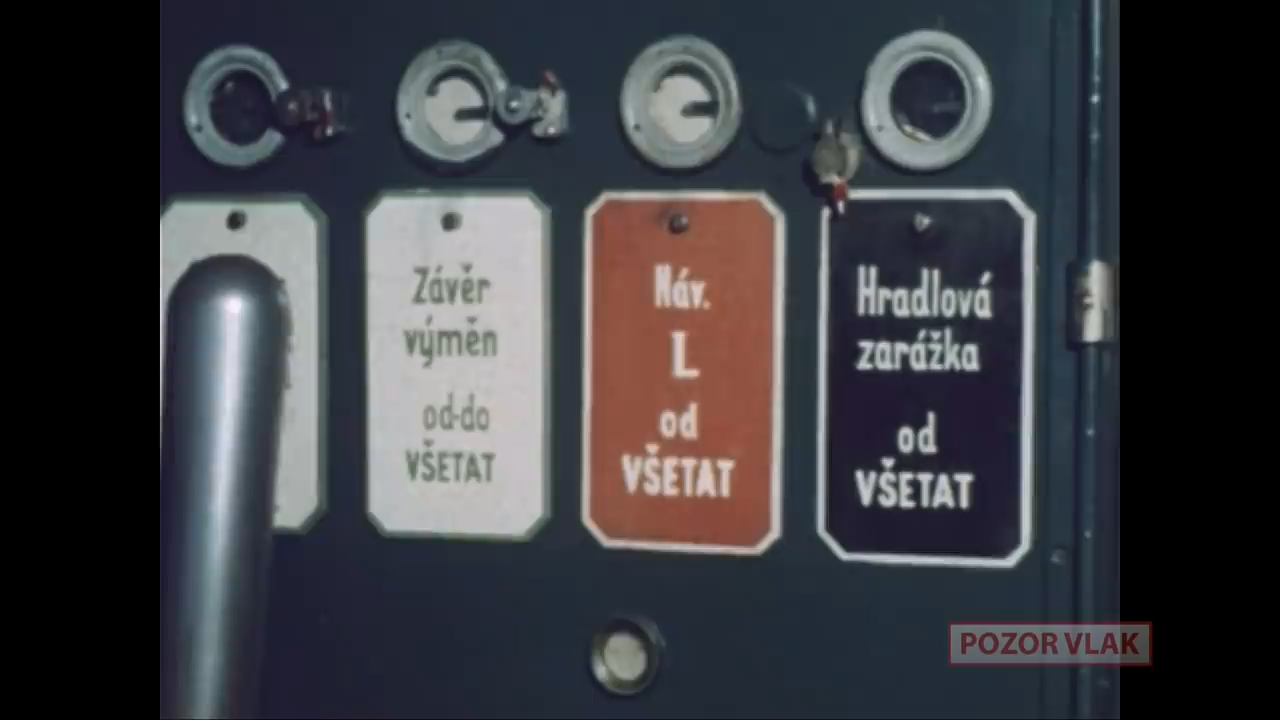 Závěr
výměn
od-do
VŠETAT
Náv.
L
od
VŠETAT
Hradlová
zarážka
od
VŠETAT
POZOR VLAK